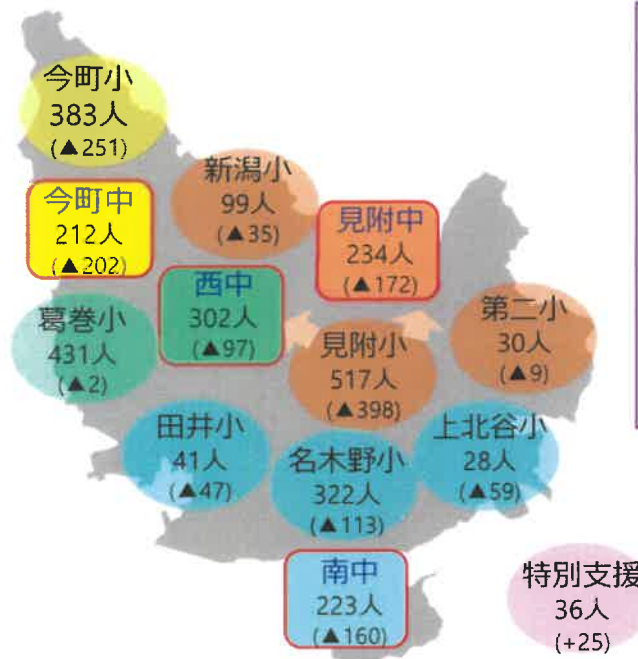 今町小
383人
(▲251)
新潟小
99人
(▲35)
今町中
212人
(▲202)
見附中
234人
(▲172)
西中
302人
(▲97)
葛巻小
431人
(▲2)
第二小
30人
(▲9)
見附小
517人
(▲398)
田井小
41人
(▲47)
名木野小
322人
(▲113)
上北谷小
28人
(▲59)
南中
223人
(▲160)
特別支援
36人
(+25)